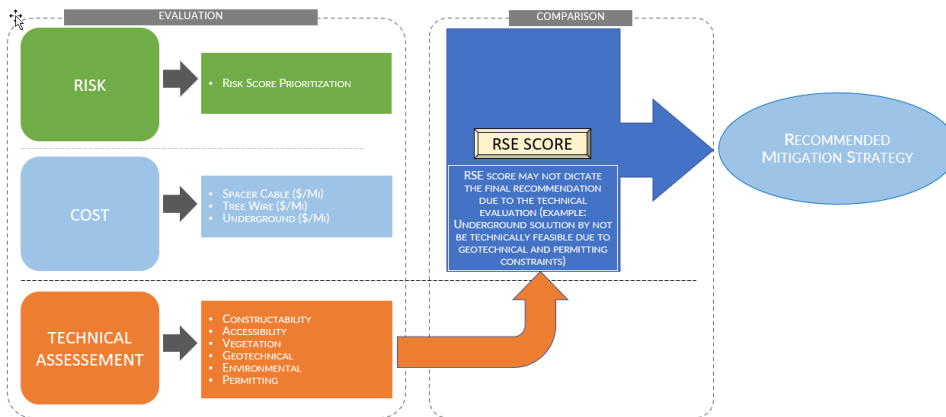 EVALUATION
COMPARISON
RISK
• RISK SCORE PRIORITIZATION
COST
• SPACER CABLE ($/MI)
• TREE WIRE ($/MI)
• UNDERGROUND ($/MI)
TECHNICAL
ASSESSEMENT
• CONSTRUCTABILITY
• ACCESSIBILITY
• VEGETATION
• GEOTECHNICAL
• ENVIRONMENTAL
• PERMITTING
RSE SCORE
RSE SCORE MAY NOT DICTATE
THE FINAL RECOMMENDATION
DUE TO THE TECHNICAL
EVALUATION (EXAMPLE:
UNDERGROUND SOLUTION BY NOT
BE TECHNICALLY FEASIBLE DUE TO
GEOTECHNICAL AND PERMITTING
CONSTRAINTS)
RECOMMENDED
MITIGATION STRATEGY